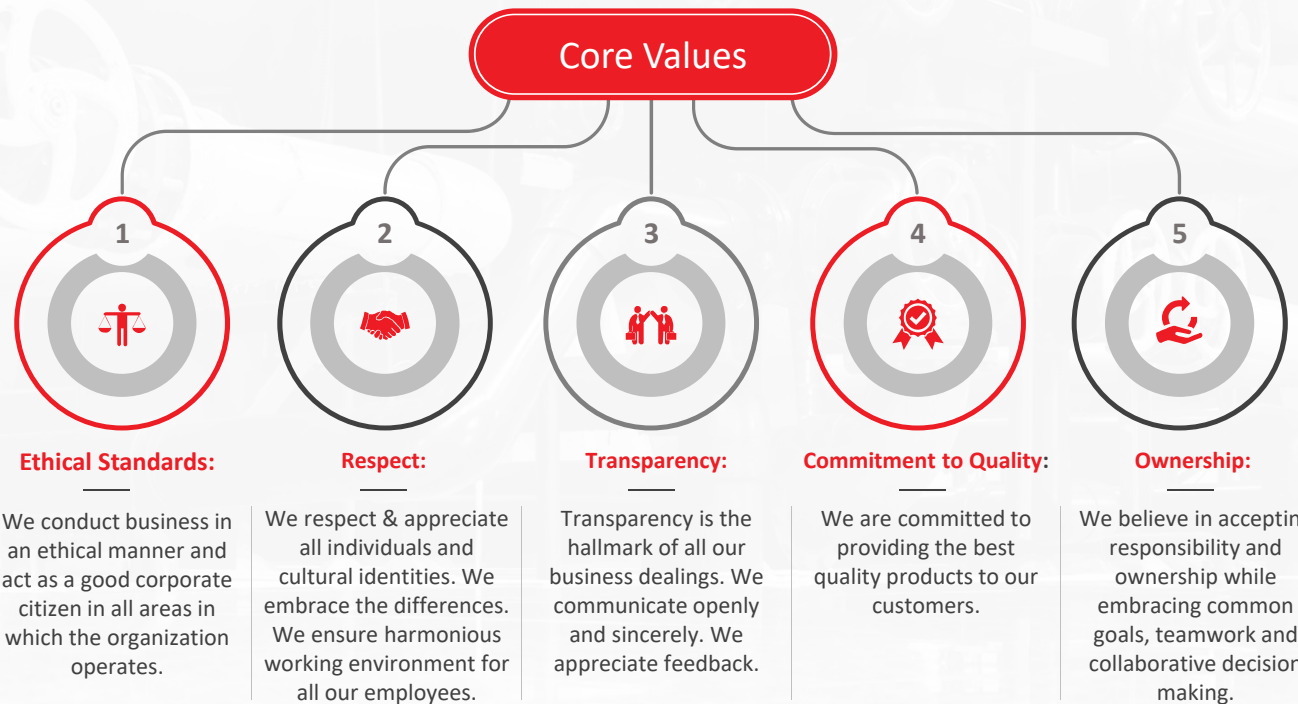 Core Values
1
2
3
4
5
Ethical Standards:
We conduct business in
an ethical manner and
act as a good corporate
citizen in all areas in
which the organization
operates.
Respect:
We respect & appreciate
all individuals and
cultural identities. We
embrace the differences.
We ensure harmonious
working environment for
all our employees.
Transparency:
Transparency is the
hallmark of all our
business dealings. We
communicate openly
and sincerely. We
appreciate feedback.
Commitment to Quality:
We are committed to
providing the best
quality products to our
customers.
Ownership:
We believe in acceptin
responsibility and
ownership while
embracing common
goals, teamwork and
collaborative decision
making.